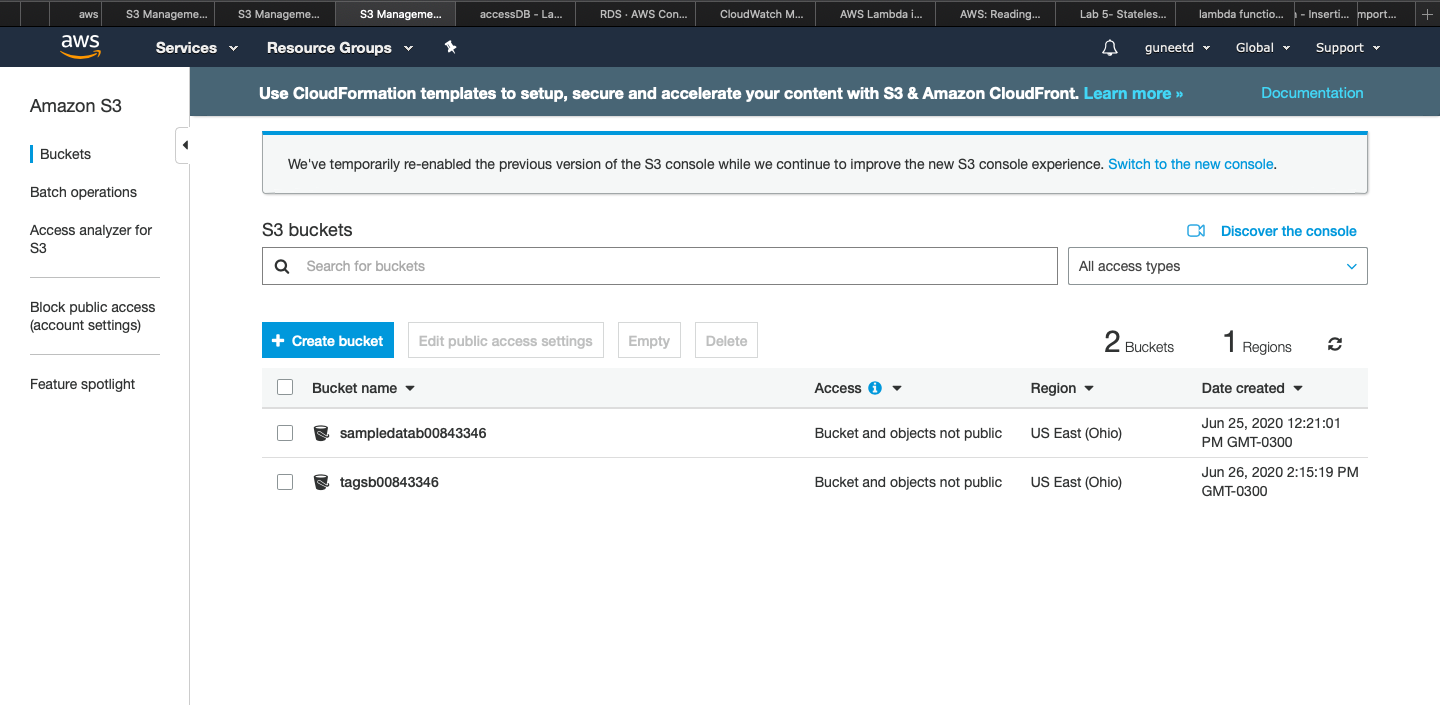 aws S3 Manageme... S3 Manageme... S3 Manageme... accessDB - La... RDS · AWS Con... CloudWatch M... AWS Lambda i... AWS: Reading... Lab 5- Stateles... lambda functio... - Inserti... mport...
aws Services Resource Groups guneetd Global Support
Use CloudFormation templates to setup, secure and accelerate your content with S3 & Amazon CloudFront. Learn more » Documentation
Amazon S3
Buckets
Batch operations
Access analyzer for
S3
Block public access
(account settings)
Feature spotlight
We've temporarily re-enabled the previous version of the S3 console while we continue to improve the new S3 console experience. Switch to the new console.
S3 buckets Discover the console
Search for buckets All access types
+ Create bucket Edit public access settings Empty Delete 2 Buckets 1 Regions
Bucket name Access Region Date created
sampledatab00843346 Bucket and objects not public US East (Ohio) Jun 25, 2020 12:21:01
PM GMT-0300
tagsb00843346 Bucket and objects not public US East (Ohio) Jun 26, 2020 2:15:19 PM
GMT-0300